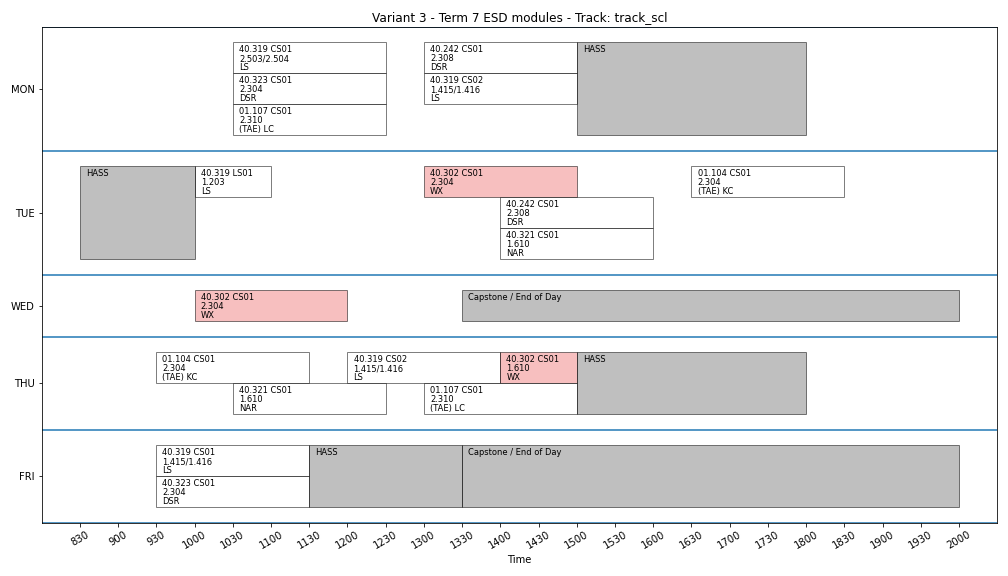 Variant 3 - Term 7 ESD modules - Track: track_scl
MON
40.319 CS01
2.503/2.504
LS
40.323 CS01
2.304
DSR
01.107 CS01
2.310
(TAE) LC
40.242 CS01
2.308
DSR
40.319 CS02
1.415/1.416
LS
HASS
TUE
HASS
40.319 LS01
1.203
LS
40.302 CS01
2.304
WX
40.242 CS01
2.308
DSR
40.321 CS01
1.610
NAR
01.104 CS01
2.304
(TAE) KC
WED
40.302 CS01
2.304
WX
Capstone / End of Day
THU
01.104 CS01
2.304
(TAE) KC
40.321 CS01
1.610
NAR
40.319 CS02
1.415/1.416
LS
01.107 CS01
2.310
(TAE) LC
40.302 CS01
1.610
WX
HASS
FRI
40.319 CS01
1.415/1.416
LS
40.323 CS01
2.304
DSR
HASS
Capstone / End of Day
830 900 930 1000 1030 1100 1130 1200 1230 1300 1330 1400 1430 1500 1530 1600 1630 1700 1730 1800 1830 1900 1930 2000
Time